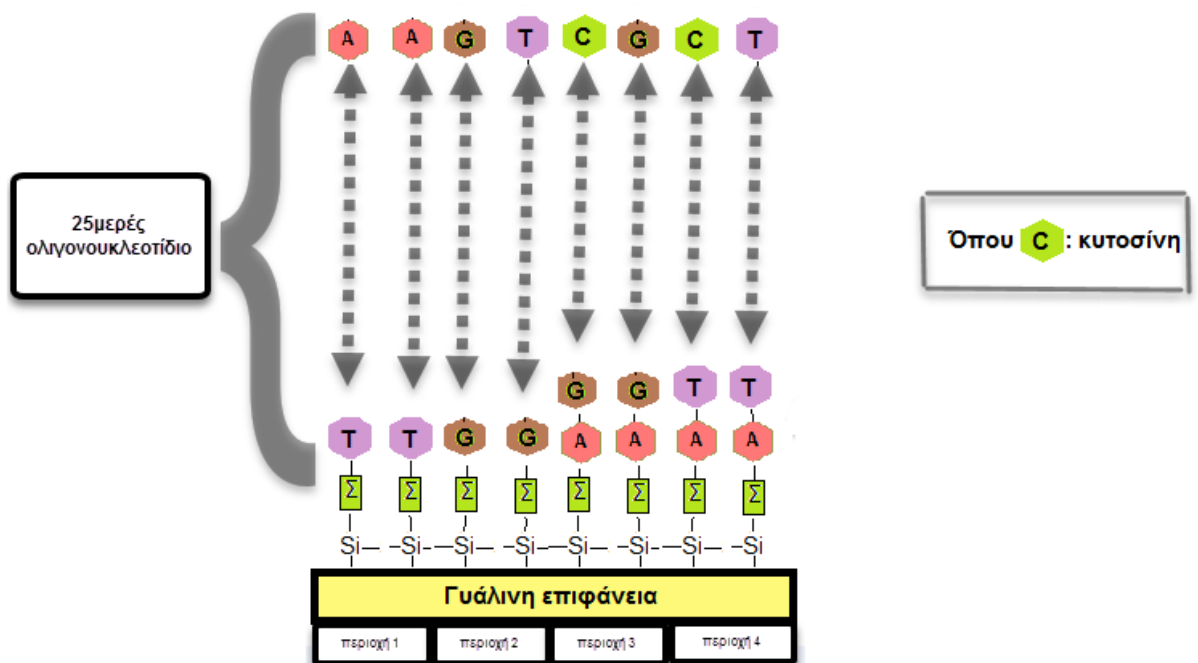 A A G T C G C T
25μερές
ολιγονουκλεοτίδιο
Όπου C : κυτοσίνη
G G T T
T T G G A A A A
Σ Σ Σ Σ Σ Σ Σ Σ
Si— –Si- —Si— –Si- —Si— –Si- —Si— –Si
Γυάλινη επιφάνεια
περιοχή 1 περιοχή 2 περιοχή 3 περιοχή 4